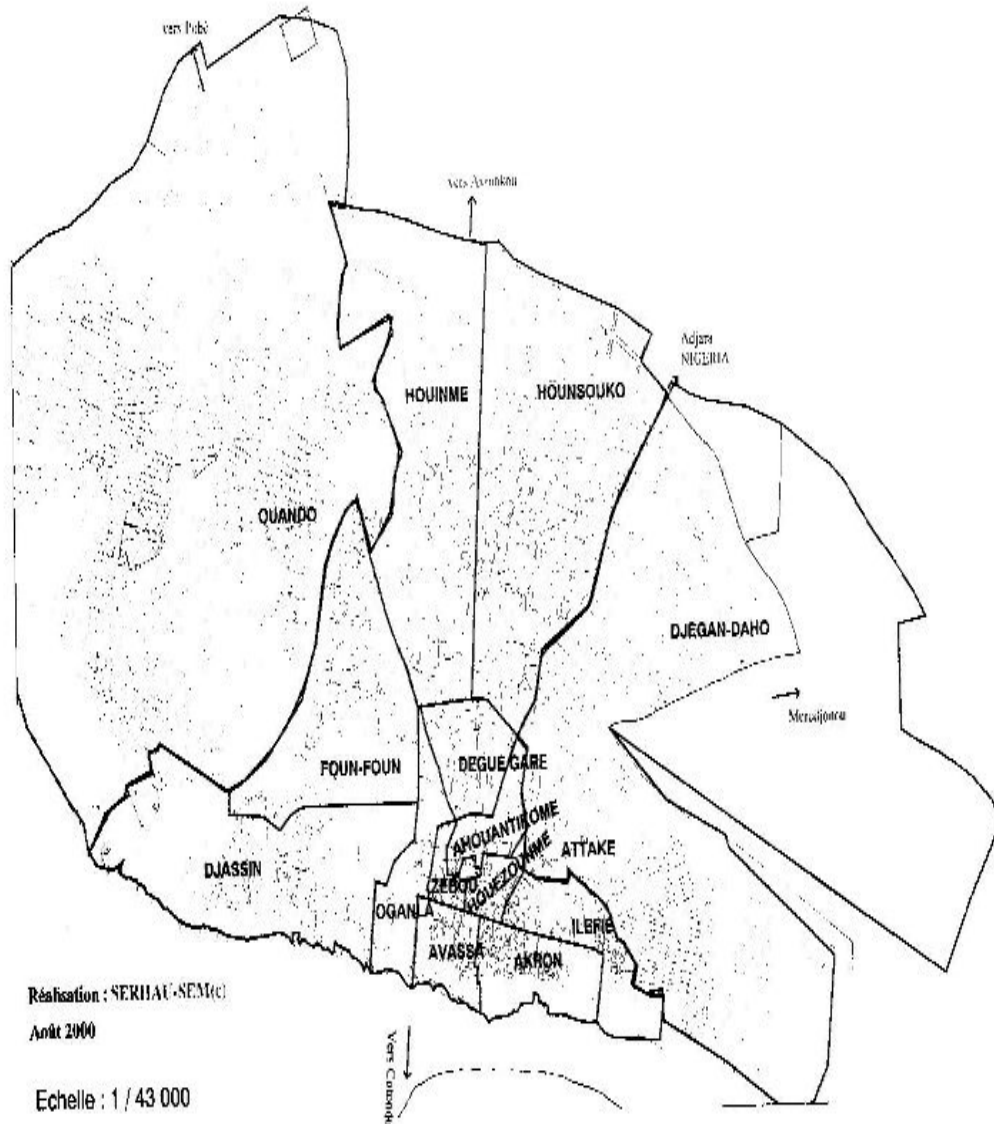 vers Pobè
vers Avrankou
Adjara
NIGERIA
HOUINME
HOUNSOUKO
OUANDO
DJEGAN-DAHO
FOUN-FOUN
DEGUE GARE
AHOUANTIKOME
HOUEZOUNME
ATTAKE
DJASSIN
ZEBOU
OGANLA
ILEFIE
AVASSA
AKRON
Réalisation : SERHAU-SEM(c)
Août 2000
Vers Cotonou
Echelle : 1 / 43 000